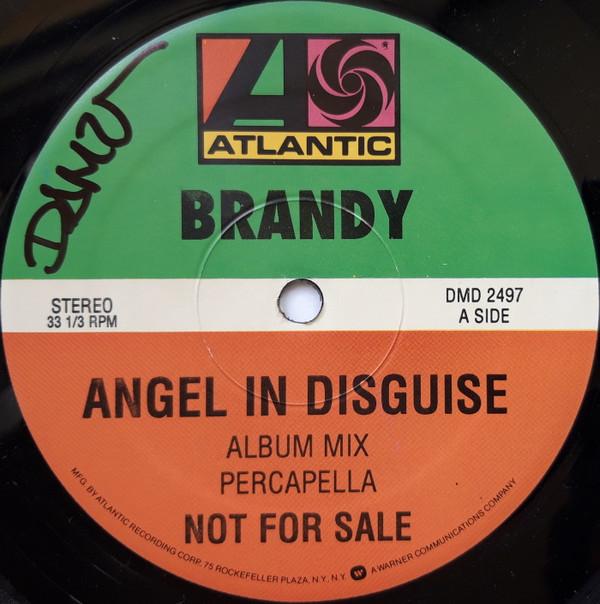 ATLANTIC
BRANDY
STEREO
33 1/3 RPM
DMD 2497
A SIDE
ANGEL IN DISGUISE
ALBUM MIX
PERCAPELLA
NOT FOR SALE
MFG. BY ATLANTIC RECORDING CORP. 75 ROCKEFELLER PLAZA, N.Y., N.Y. A WARNER COMMUNICATIONS COMPANY